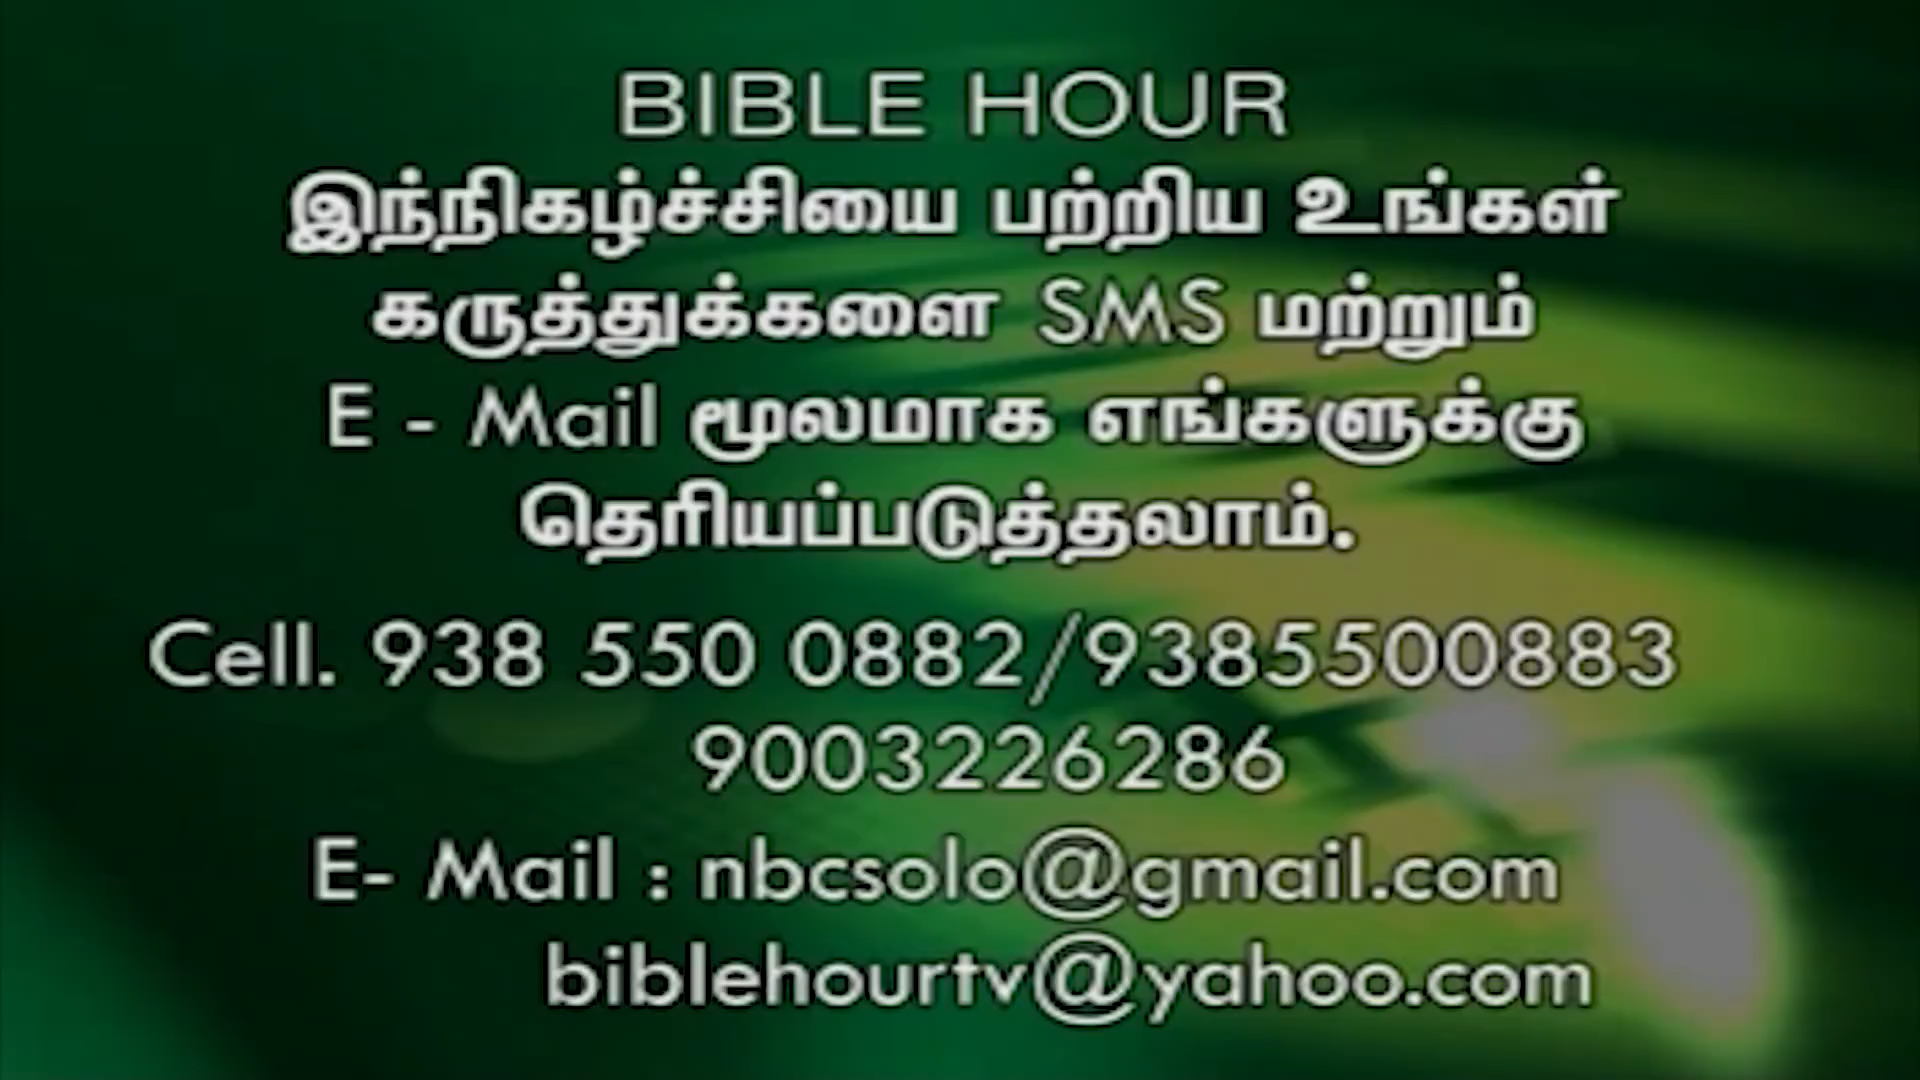 BIBLE HOUR
இந்நிகழ்ச்சியை பற்றிய உங்கள்
கருத்துக்களை SMS மற்றும்
E - Mail மூலமாக எங்களுக்கு
தெரியப்படுத்தலாம்.
Cell. 938 550 0882/9385500883
9003226286
E- Mail : nbcsolo@gmail.com
biblehourtv@yahoo.com